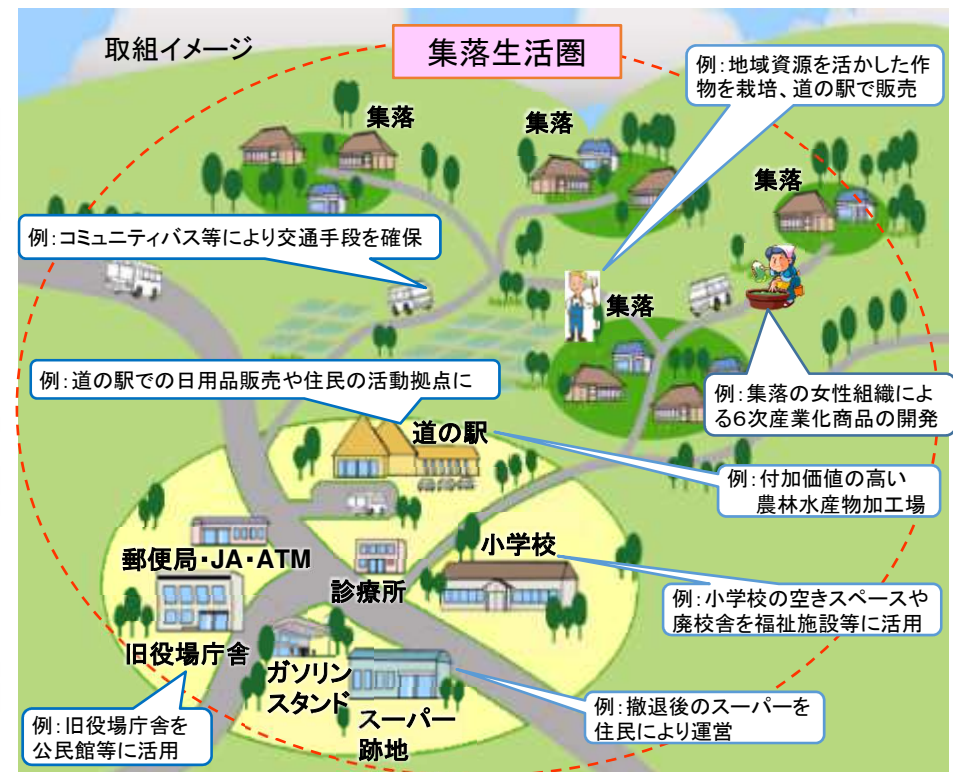 取組イメージ
集落生活圏
例：地域資源を活かした作
物を栽培、道の駅で販売
集落
集落
集落
例：コミュニティバス等により交通手段を確保
集落
例：道の駅での日用品販売や住民の活動拠点に
例：集落の女性組織によ
る６次産業化商品の開発
道の駅
例：付加価値の高い
農林水産物加工場
郵便局・JA・ATM
小学校
診療所
例：小学校の空きスペースや
廃校舎を福祉施設等に活用
旧役場庁舎
ガソリン
スタンド
スーパー
跡地
例：旧役場庁舎を
公民館等に活用
例：撤退後のスーパーを
住民により運営